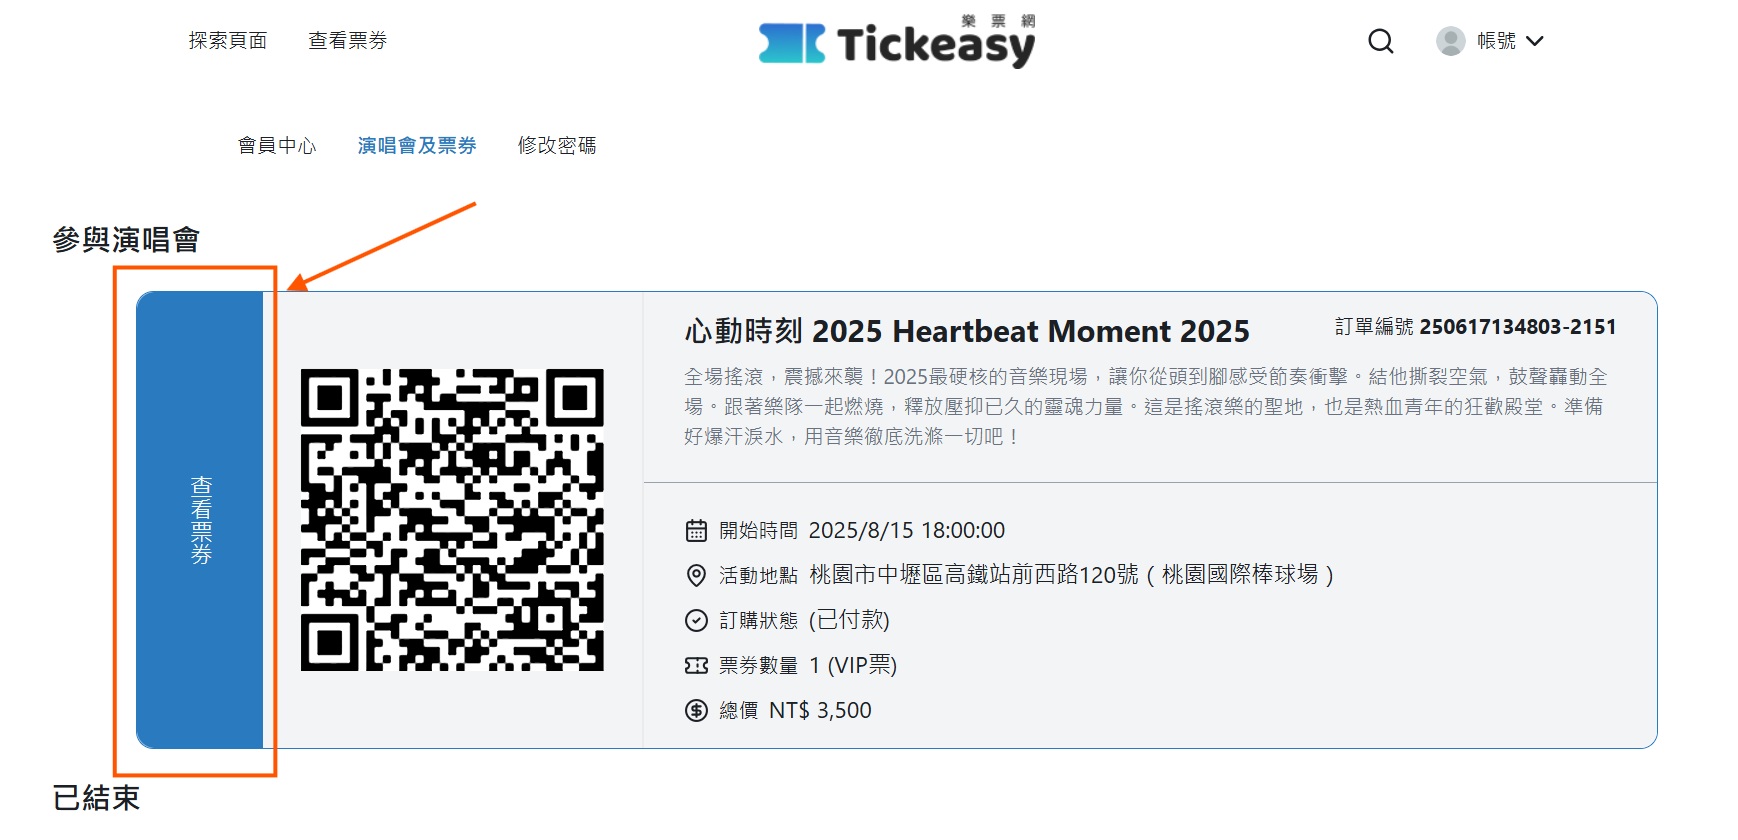 探索頁面
查看票券
樂票網
Tickeasy
帳號
會員中心
演唱會及票券
修改密碼
參與演唱會
查看票券
心動時刻 2025 Heartbeat Moment 2025
訂單編號 250617134803-2151
全場搖滾，震撼來襲！2025最硬核的音樂現場，讓你從頭到腳感受節奏衝擊。結他撕裂空氣，鼓聲轟動全
場。跟著樂隊一起燃燒，釋放壓抑已久的靈魂力量。這是搖滾樂的聖地，也是熱血青年的狂歡殿堂。準備
好爆汗淚水，用音樂徹底洗滌一切吧！
開始時間 2025/8/15 18:00:00
活動地點 桃園市中壢區高鐵站前西路120號（桃園國際棒球場）
訂購狀態 (已付款)
票券數量 1 (VIP票)
總價 NT$ 3,500
已結束